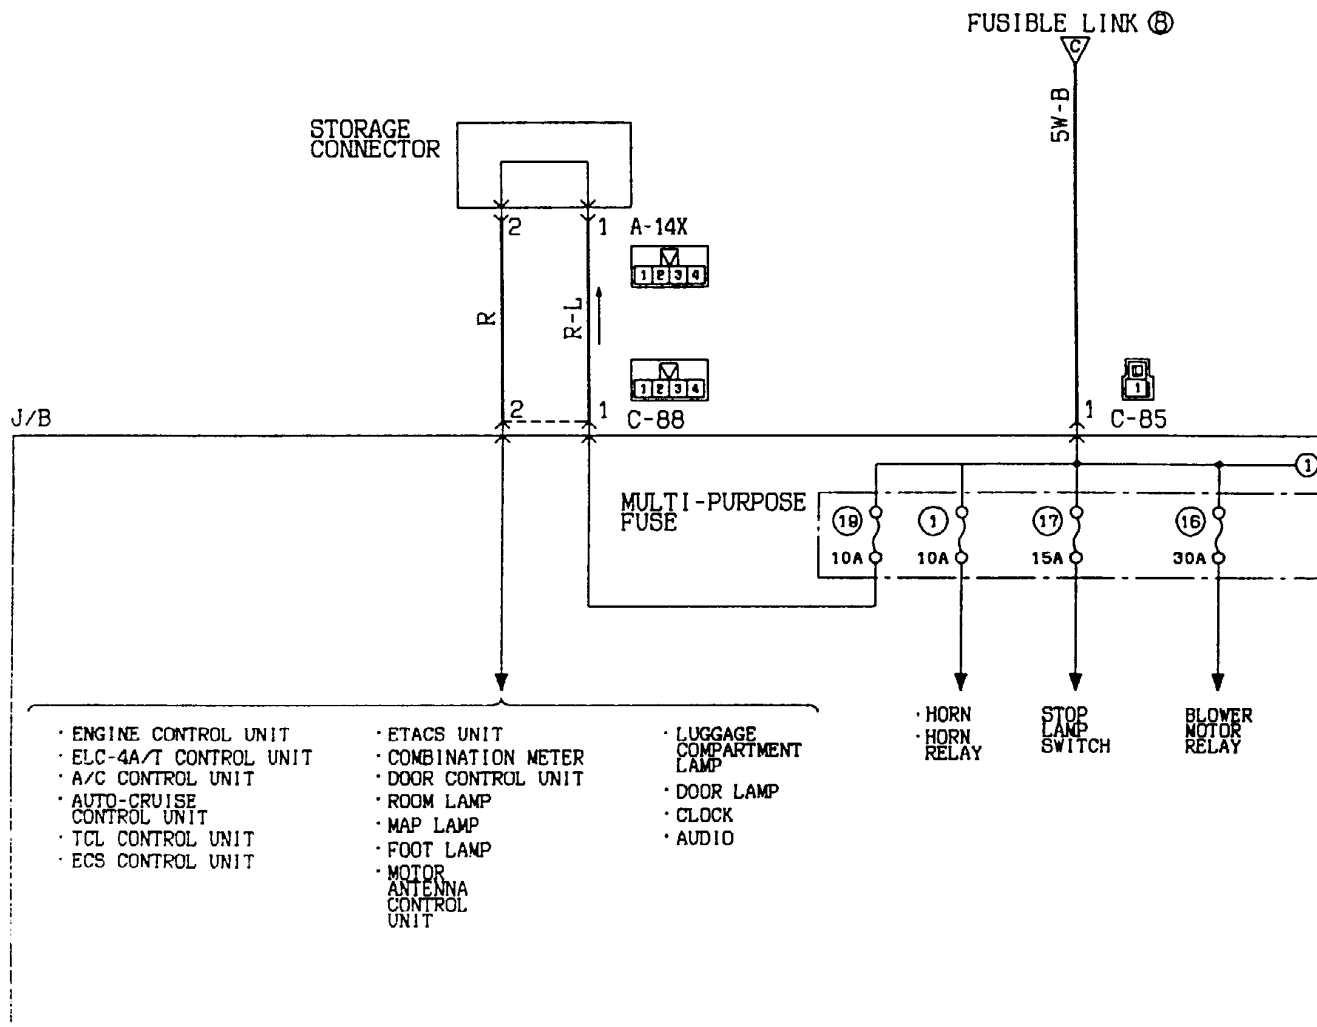 FUSIBLE LINK ⑧
C
5W-B
STORAGE
CONNECTOR
2
1
A-14X
1 2 3 4
R
R-L
1 2 3 4
2
1
C-88
1
1
C-85
J/B
①
MULTI-PURPOSE
FUSE
⑲ 10A
① 10A
⑰ 15A
⑯ 30A
· ENGINE CONTROL UNIT
· ELC-4A/T CONTROL UNIT
· A/C CONTROL UNIT
· AUTO-CRUISE
CONTROL UNIT
· TCL CONTROL UNIT
· ECS CONTROL UNIT
· ETACS UNIT
· COMBINATION METER
· DOOR CONTROL UNIT
· ROOM LAMP
· MAP LAMP
· FOOT LAMP
· MOTOR
ANTENNA
CONTROL
UNIT
· LUGGAGE
COMPARTMENT
LAMP
· DOOR LAMP
· CLOCK
· AUDIO
· HORN
· HORN
RELAY
STOP
LAMP
SWITCH
BLOWER
MOTOR
RELAY